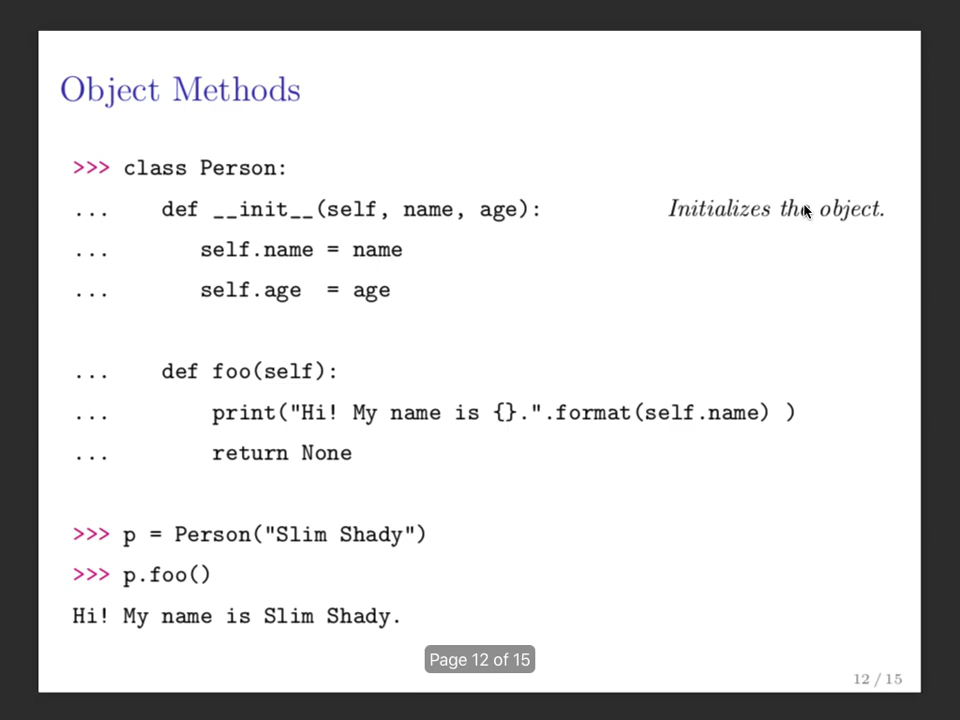 Object Methods
>>> class Person:
...    def __init__(self, name, age):    Initializes the object.
...       self.name = name
...       self.age  = age
...    def foo(self):
...        print("Hi! My name is {}.".format(self.name) )
...        return None
>>> p = Person("Slim Shady")
>>> p.foo()
Hi! My name is Slim Shady.
Page 12 of 15
12 / 15